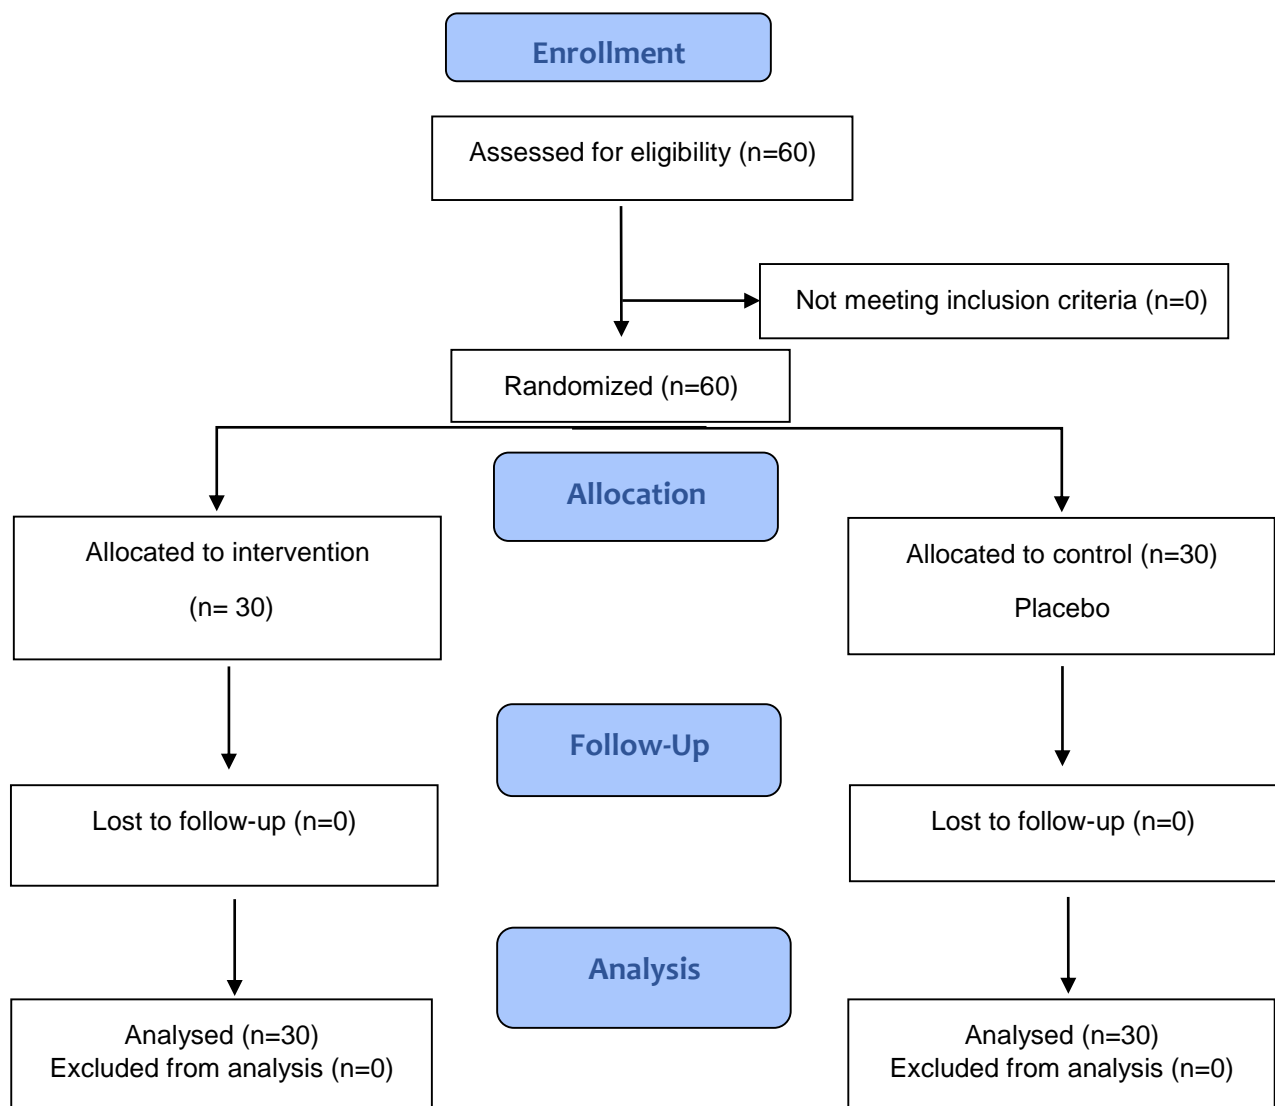 Enrollment
Assessed for eligibility (n=60)
Not meeting inclusion criteria (n=0)
Randomized (n=60)
Allocation
Allocated to intervention
(n= 30)
Allocated to control (n=30)
Placebo
Follow-Up
Lost to follow-up (n=0)
Lost to follow-up (n=0)
Analysis
Analysed (n=30)
Excluded from analysis (n=0)
Analysed (n=30)
Excluded from analysis (n=0)